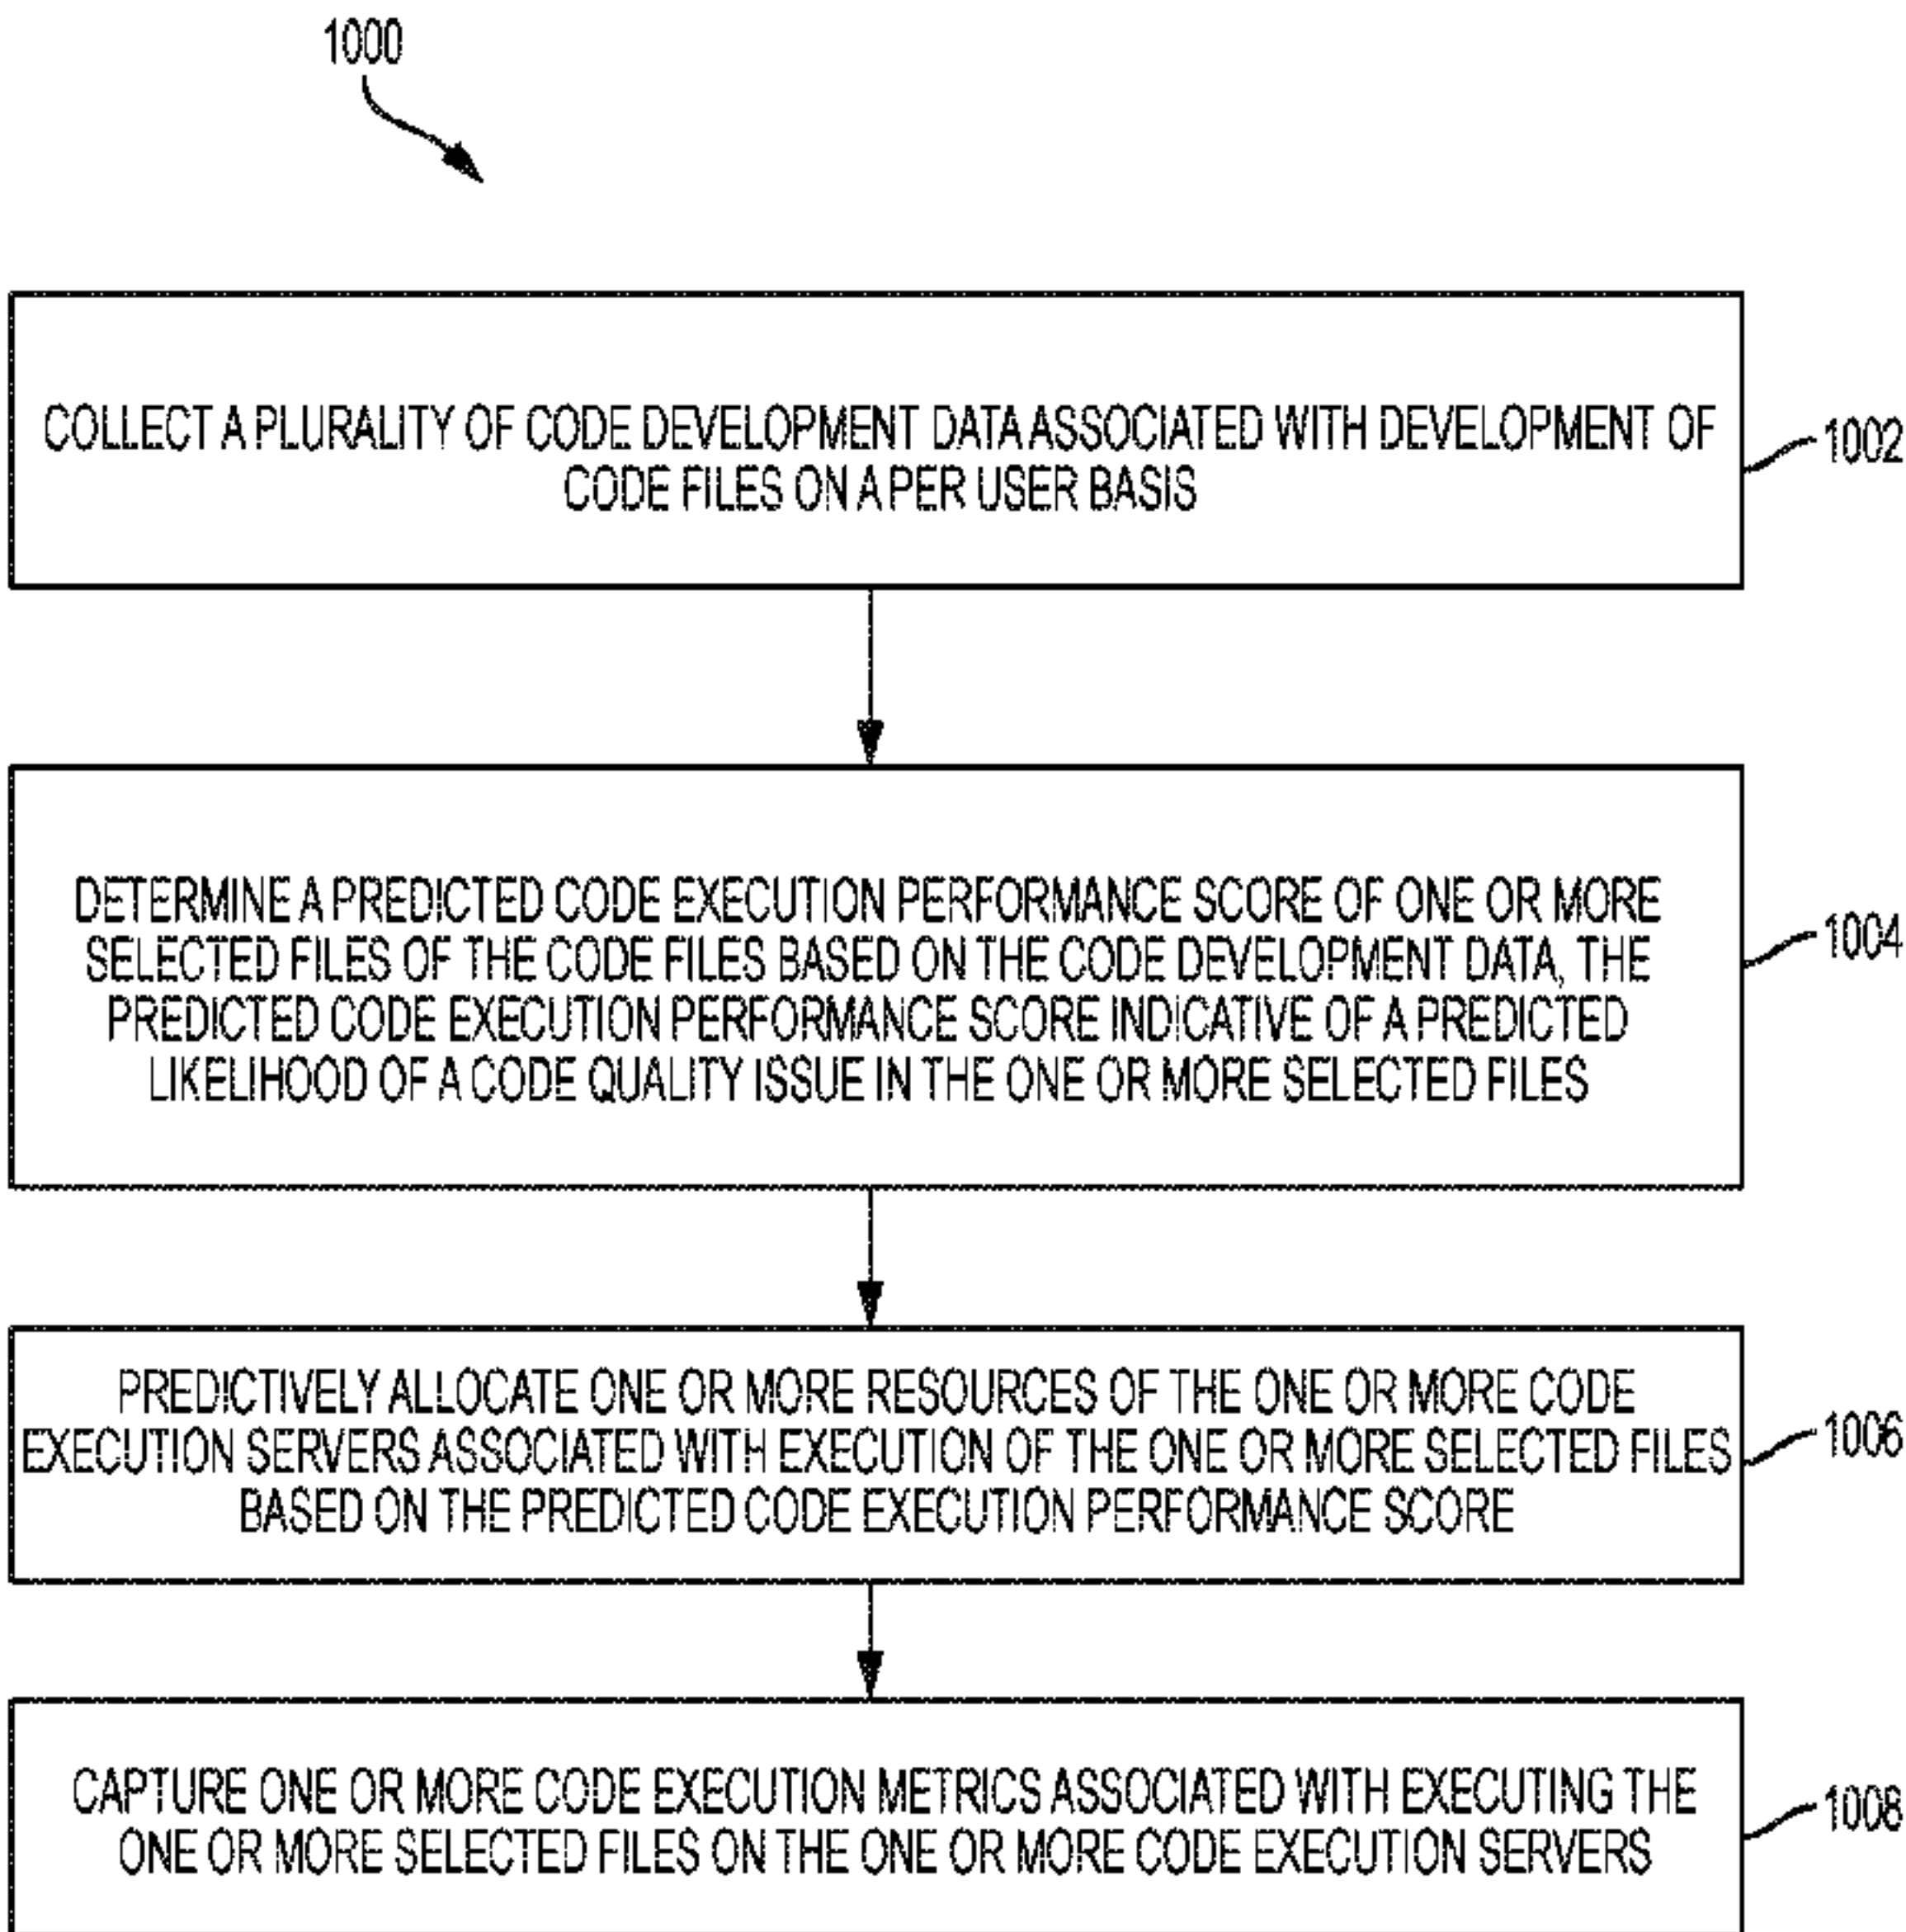 1000
COLLECT A PLURALITY OF CODE DEVELOPMENT DATA ASSOCIATED WITH DEVELOPMENT OF
CODE FILES ON A PER USER BASIS
1002
DETERMINE A PREDICTED CODE EXECUTION PERFORMANCE SCORE OF ONE OR MORE
SELECTED FILES OF THE CODE FILES BASED ON THE CODE DEVELOPMENT DATA, THE
PREDICTED CODE EXECUTION PERFORMANCE SCORE INDICATIVE OF A PREDICTED
LIKELIHOOD OF A CODE QUALITY ISSUE IN THE ONE OR MORE SELECTED FILES
1004
PREDICTIVELY ALLOCATE ONE OR MORE RESOURCES OF THE ONE OR MORE CODE
EXECUTION SERVERS ASSOCIATED WITH EXECUTION OF THE ONE OR MORE SELECTED FILES
BASED ON THE PREDICTED CODE EXECUTION PERFORMANCE SCORE
1006
CAPTURE ONE OR MORE CODE EXECUTION METRICS ASSOCIATED WITH EXECUTING THE
ONE OR MORE SELECTED FILES ON THE ONE OR MORE CODE EXECUTION SERVERS
1008